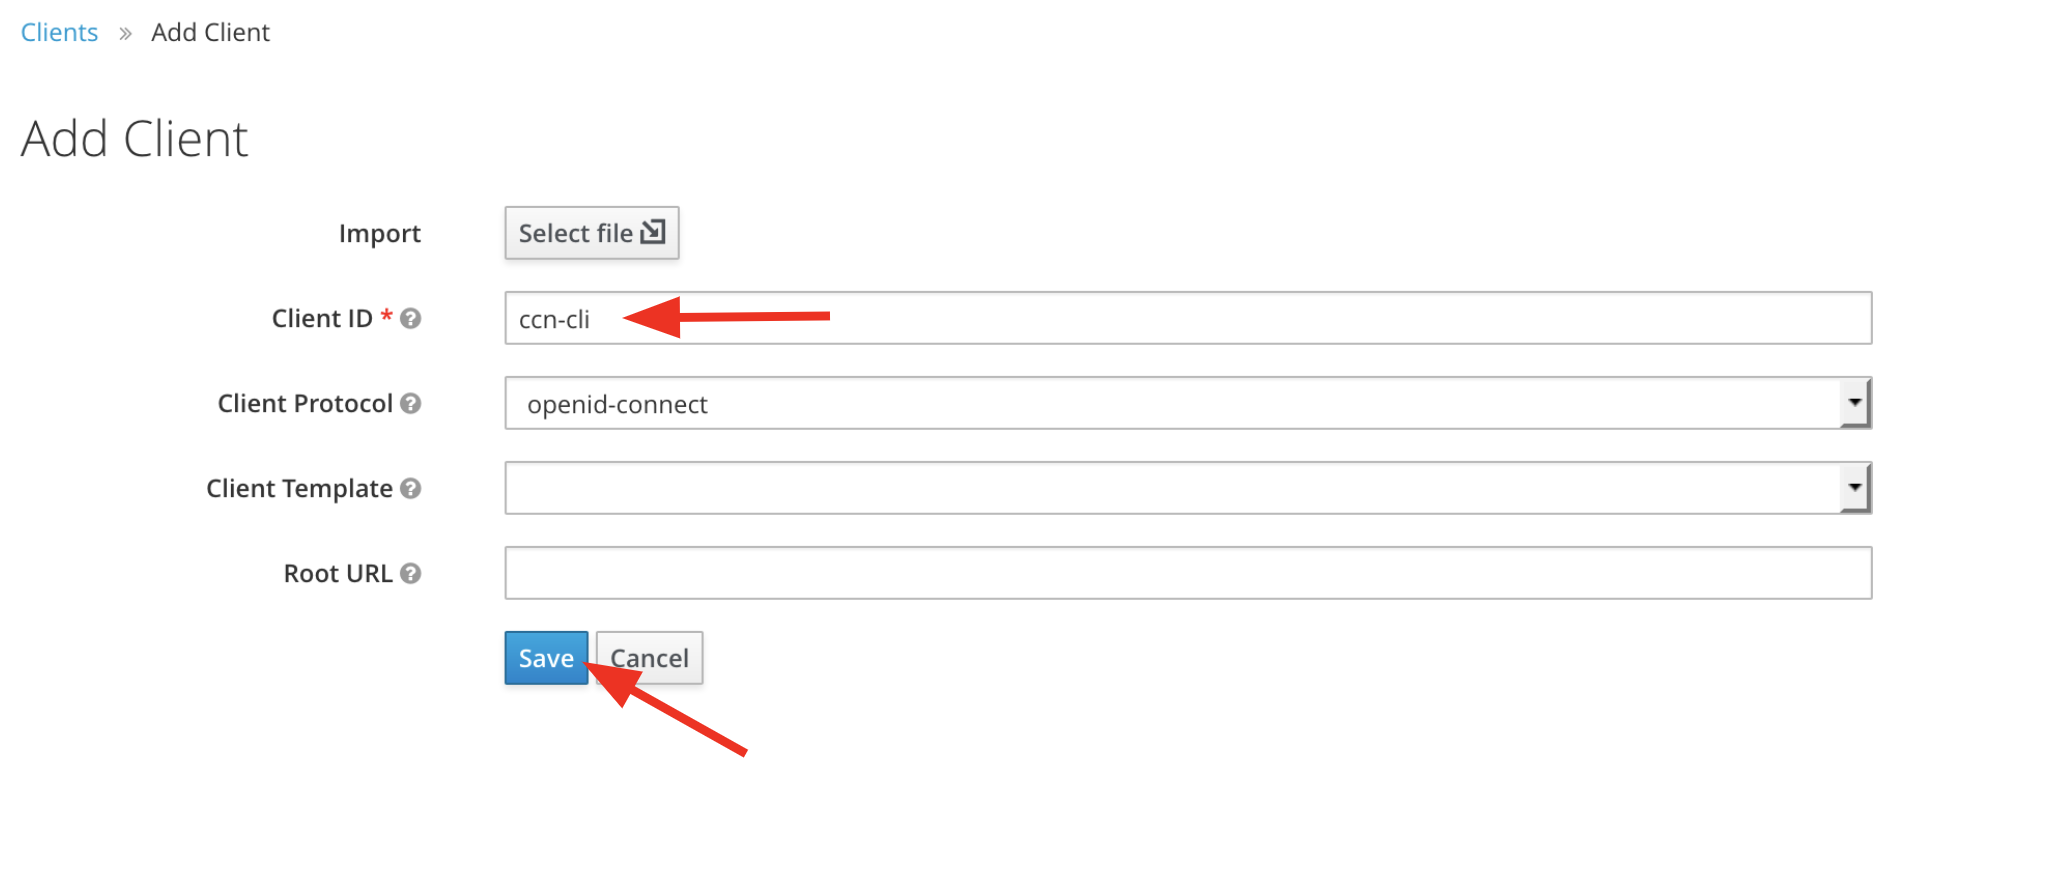 Clients » Add Client
Add Client
Import Select file
Client ID * ccn-cli
Client Protocol openid-connect
Client Template
Root URL
Save Cancel